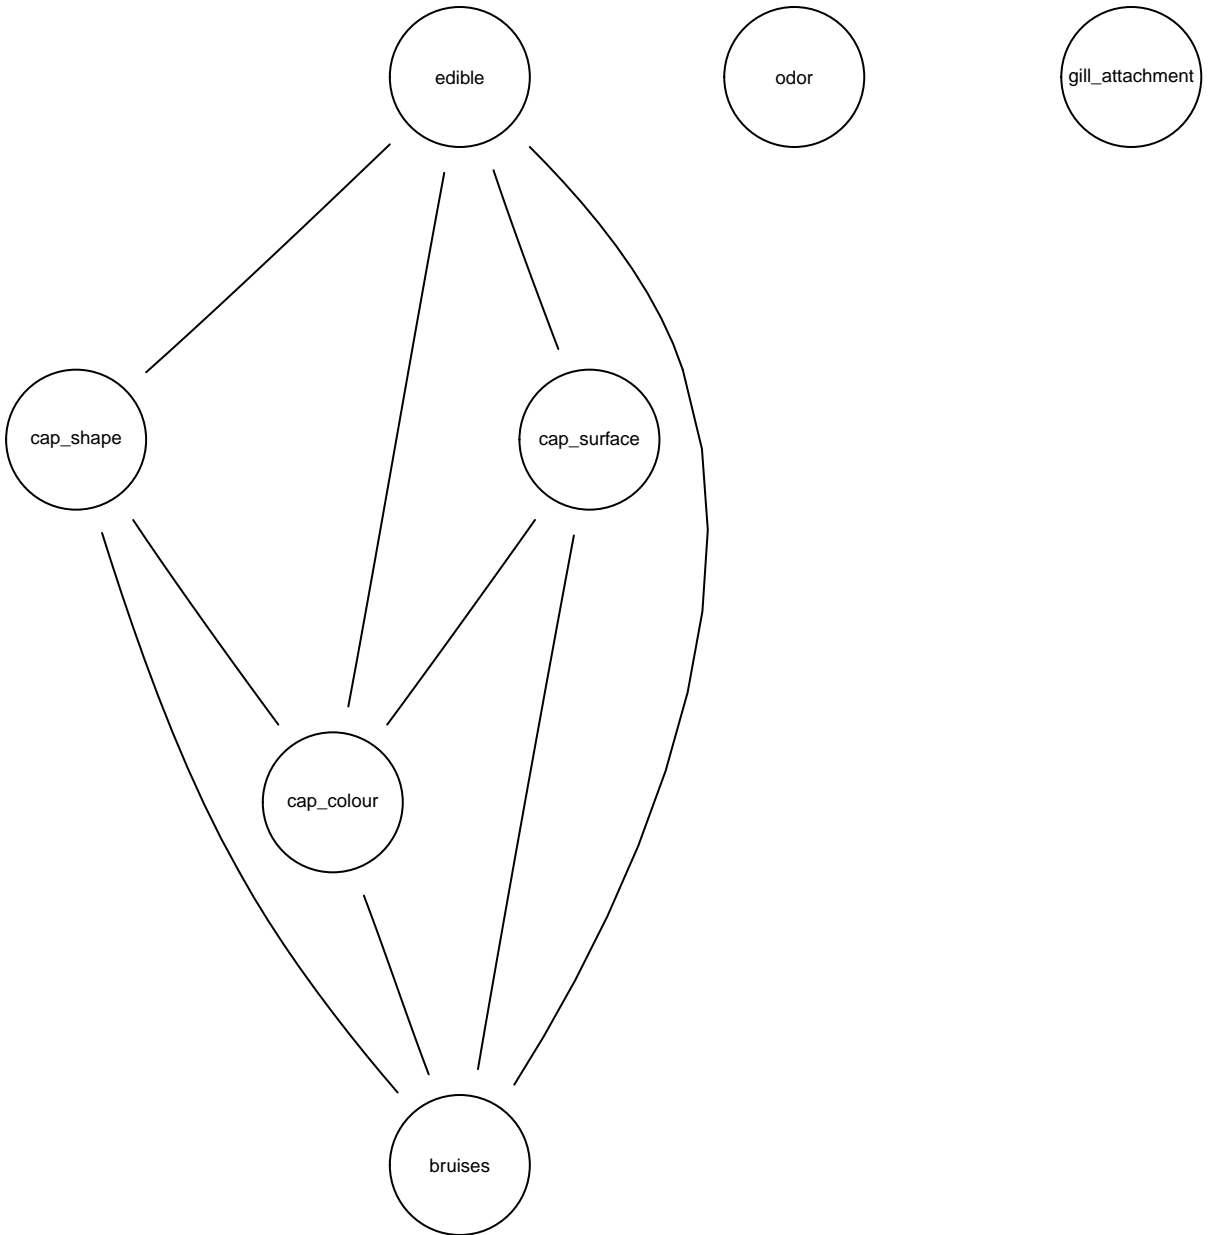 edible
odor
gill_attachment
cap_shape
cap_surface
cap_colour
bruises